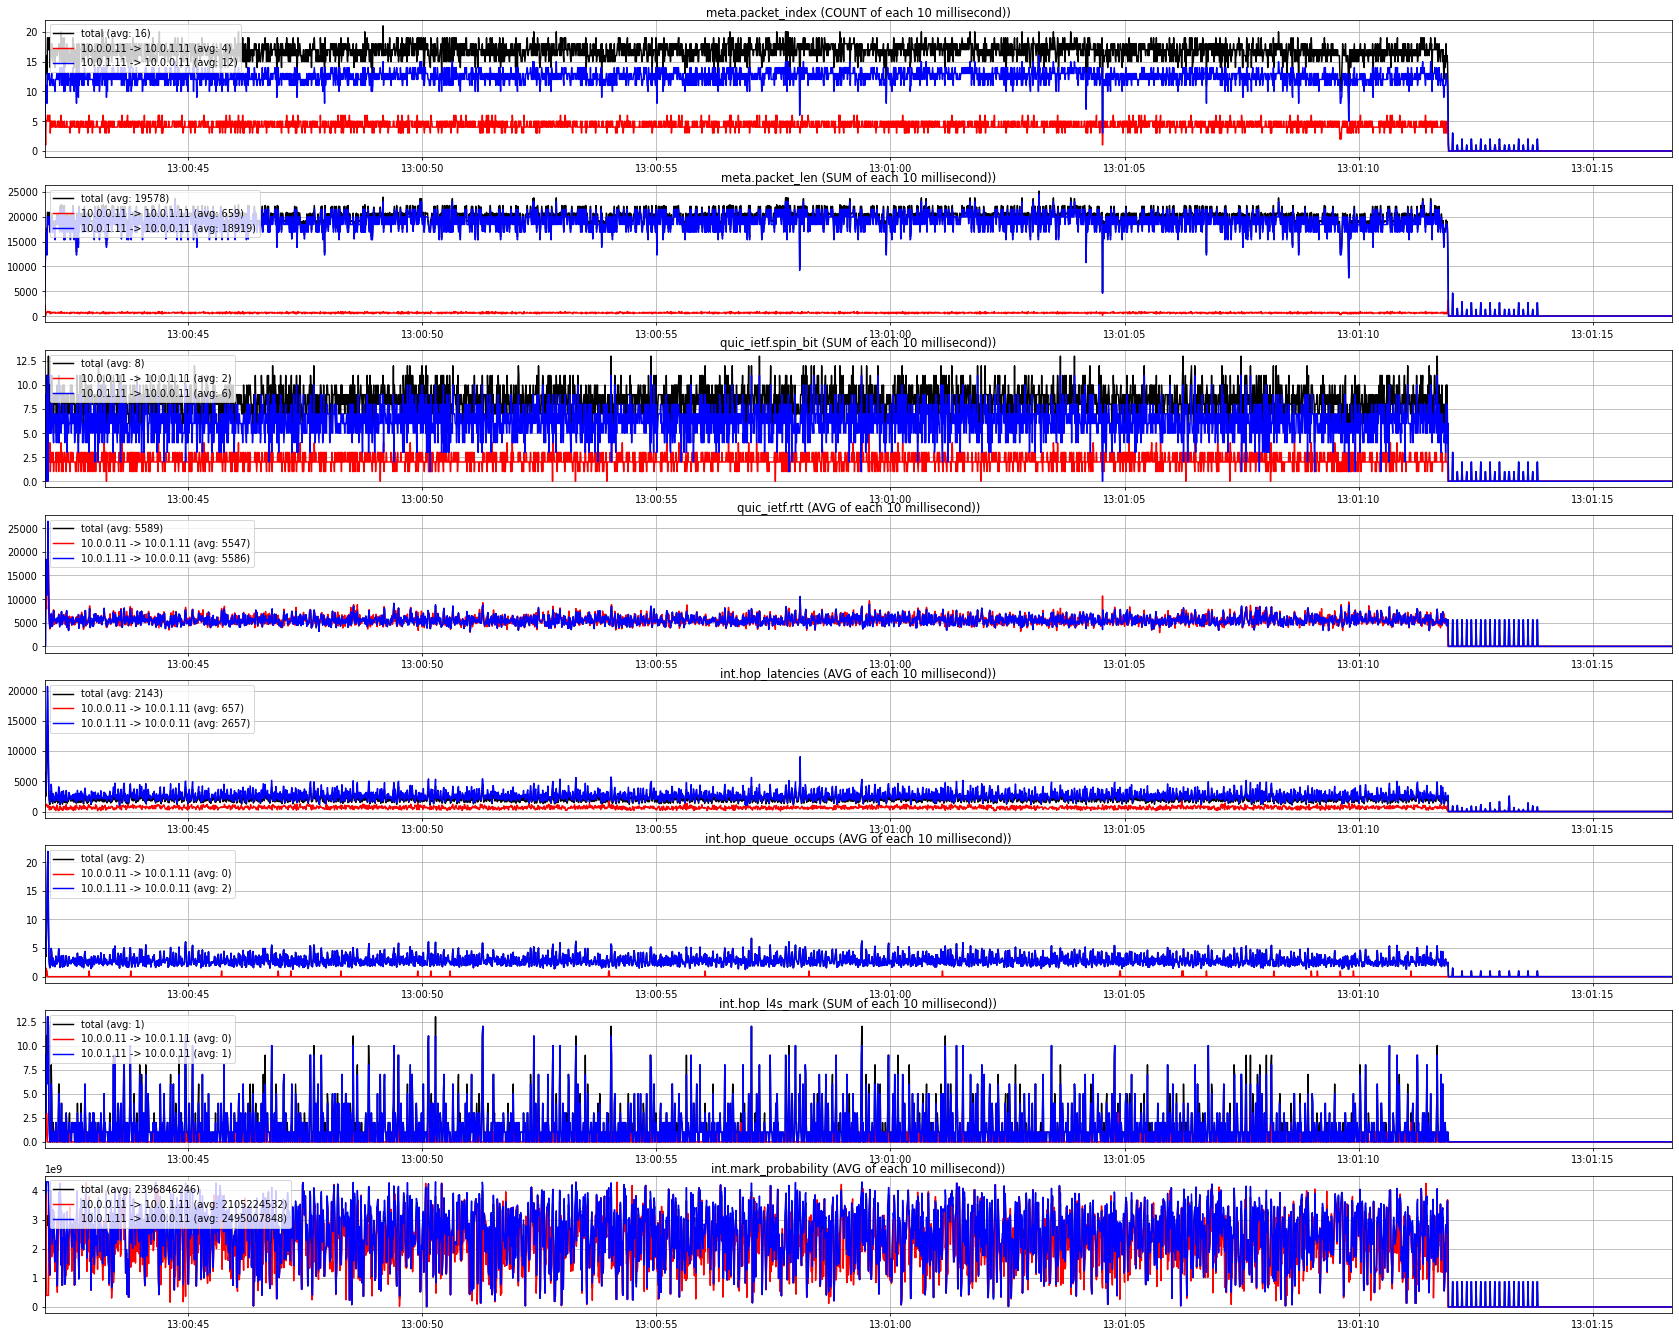 meta.packet_index (COUNT of each 10 millisecond))
total (avg: 16)
10.0.0.11 -> 10.0.1.11 (avg: 4)
10.0.1.11 -> 10.0.0.11 (avg: 12)
20
15
10
5
0
13:00:45 13:00:50 13:00:55 13:01:00 13:01:05 13:01:10 13:01:15
meta.packet_len (SUM of each 10 millisecond))
total (avg: 19578)
10.0.0.11 -> 10.0.1.11 (avg: 659)
10.0.1.11 -> 10.0.0.11 (avg: 18919)
25000
20000
15000
10000
5000
0
13:00:45 13:00:50 13:00:55 13:01:00 13:01:05 13:01:10 13:01:15
quic_ietf.spin_bit (SUM of each 10 millisecond))
total (avg: 8)
10.0.0.11 -> 10.0.1.11 (avg: 2)
10.0.1.11 -> 10.0.0.11 (avg: 6)
12.5
10.0
7.5
5.0
2.5
0.0
13:00:45 13:00:50 13:00:55 13:01:00 13:01:05 13:01:10 13:01:15
quic_ietf.rtt (AVG of each 10 millisecond))
total (avg: 5589)
10.0.0.11 -> 10.0.1.11 (avg: 5547)
10.0.1.11 -> 10.0.0.11 (avg: 5586)
25000
20000
15000
10000
5000
0
13:00:45 13:00:50 13:00:55 13:01:00 13:01:05 13:01:10 13:01:15
int.hop_latencies (AVG of each 10 millisecond))
total (avg: 2143)
10.0.0.11 -> 10.0.1.11 (avg: 657)
10.0.1.11 -> 10.0.0.11 (avg: 2657)
20000
15000
10000
5000
0
13:00:45 13:00:50 13:00:55 13:01:00 13:01:05 13:01:10 13:01:15
int.hop_queue_occups (AVG of each 10 millisecond))
total (avg: 2)
10.0.0.11 -> 10.0.1.11 (avg: 0)
10.0.1.11 -> 10.0.0.11 (avg: 2)
20
15
10
5
0
13:00:45 13:00:50 13:00:55 13:01:00 13:01:05 13:01:10 13:01:15
int.hop_l4s_mark (SUM of each 10 millisecond))
total (avg: 1)
10.0.0.11 -> 10.0.1.11 (avg: 0)
10.0.1.11 -> 10.0.0.11 (avg: 1)
12.5
10.0
7.5
5.0
2.5
0.0
13:00:45 13:00:50 13:00:55 13:01:00 13:01:05 13:01:10 13:01:15
1e9
int.mark_probability (AVG of each 10 millisecond))
total (avg: 2396846246)
10.0.0.11 -> 10.0.1.11 (avg: 2105224532)
10.0.1.11 -> 10.0.0.11 (avg: 2495007848)
4
3
2
1
0
13:00:45 13:00:50 13:00:55 13:01:00 13:01:05 13:01:10 13:01:15